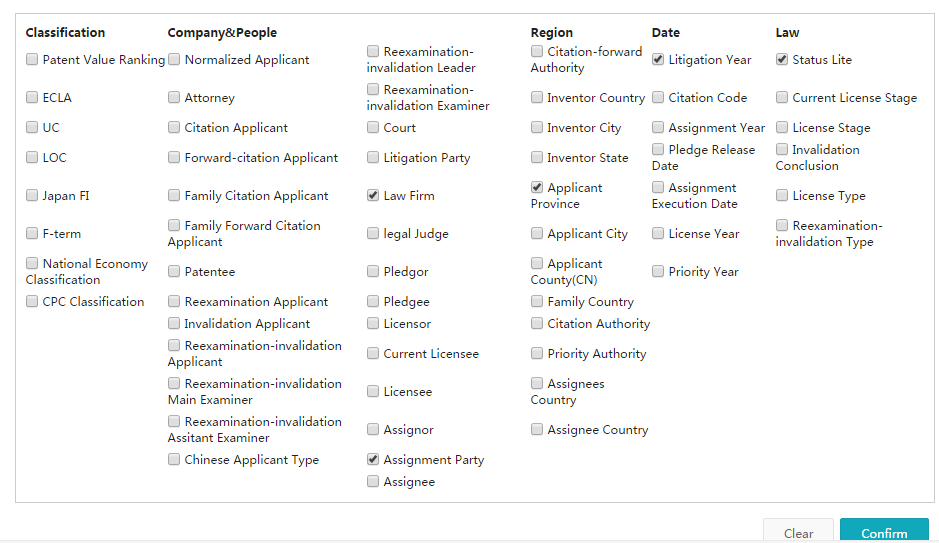 Classification
Company&People
Region
Date
Law
Patent Value Ranking
ECLA
UC
LOC
Japan FI
F-term
National Economy
Classification
CPC Classification
Normalized Applicant
Attorney
Citation Applicant
Forward-citation Applicant
Family Citation Applicant
Family Forward Citation
Applicant
Patentee
Reexamination Applicant
Invalidation Applicant
Reexamination-invalidation
Applicant
Reexamination-invalidation
Main Examiner
Reexamination-invalidation
Assitant Examiner
Chinese Applicant Type
Reexamination-
invalidation Leader
Reexamination-
invalidation Examiner
Court
Litigation Party
Law Firm
legal Judge
Pledgor
Pledgee
Licensor
Current Licensee
Licensee
Assignor
Assignment Party
Assignee
Citation-forward
Authority
Inventor Country
Inventor City
Inventor State
Applicant
Province
Applicant City
Applicant
County(CN)
Family Country
Citation Authority
Priority Authority
Assignees
Country
Assignee Country
Litigation Year
Citation Code
Assignment Year
Pledge Release
Date
Assignment
Execution Date
License Year
Priority Year
Status Lite
Current License Stage
License Stage
Invalidation
Conclusion
License Type
Reexamination-
invalidation Type
Clear
Confirm